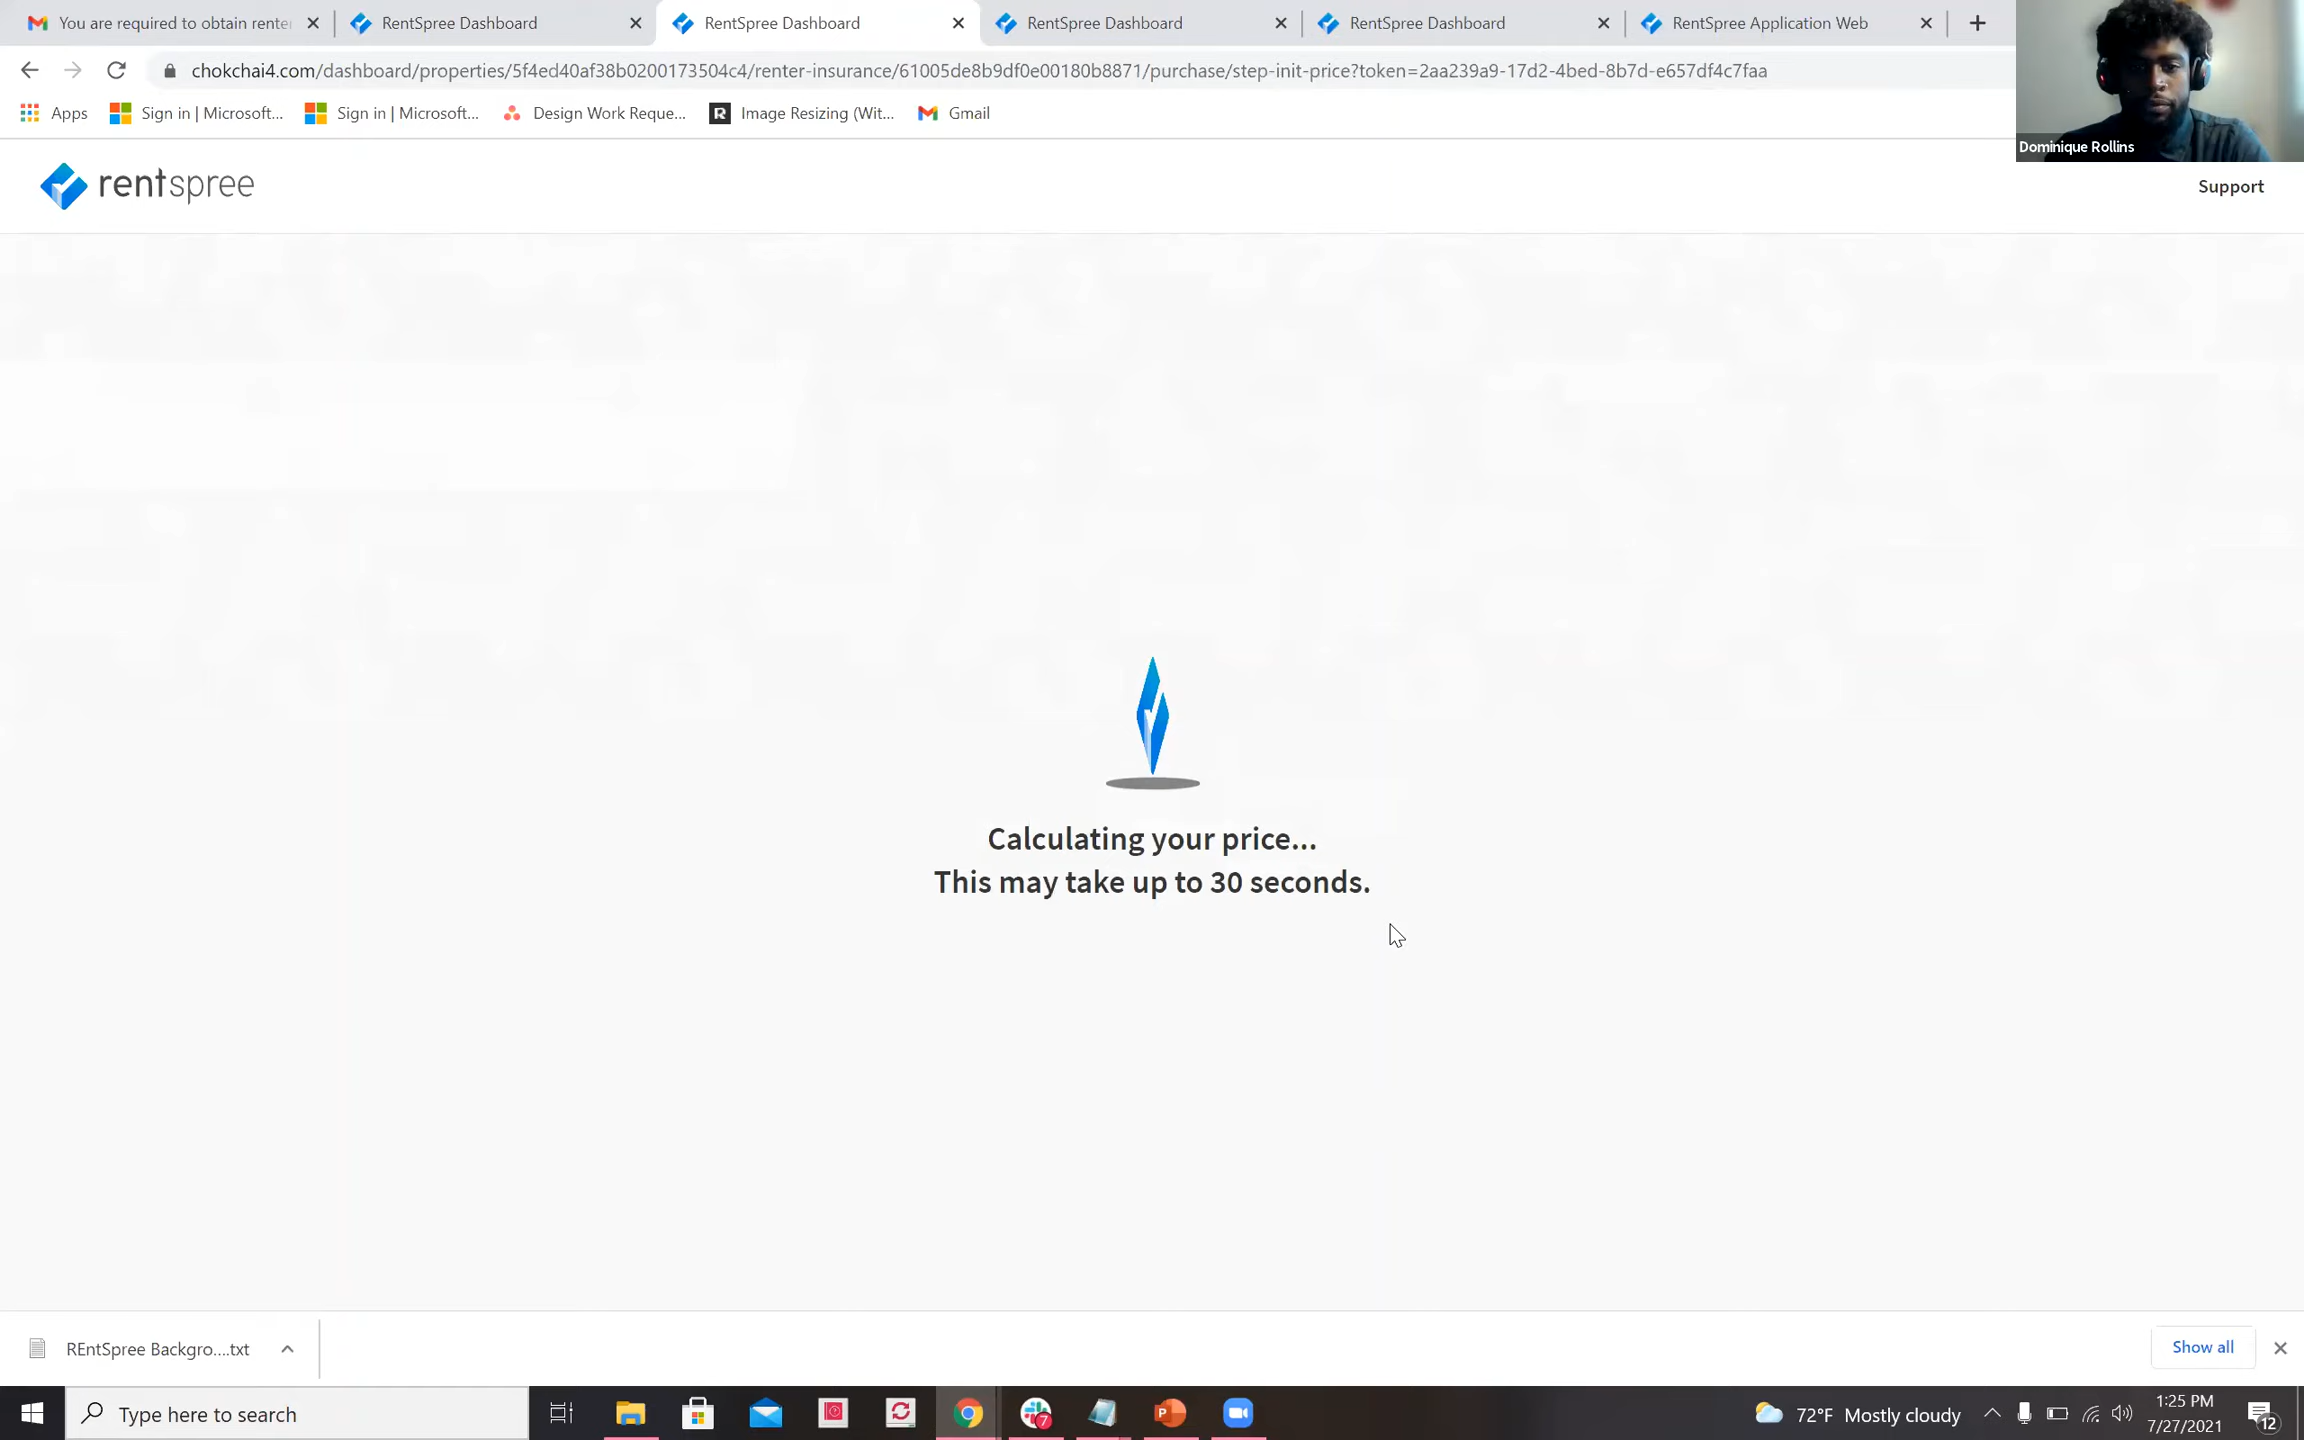 You are required to obtain rente
RentSpree Dashboard
RentSpree Dashboard
RentSpree Dashboard
RentSpree Dashboard
RentSpree Application Web
chokchai4.com/dashboard/properties/5f4ed40af38b0200173504c4/renter-insurance/61005de8b9df0e00180b8871/purchase/step-init-price?token=2aa239a9-17d2-4bed-8b7d-e657df4c7faa
Apps
Sign in | Microsoft...
Sign in | Microsoft...
Design Work Reque...
Image Resizing (Wit...
Gmail
Dominique Rollins
rentspree
Support
Calculating your price...
This may take up to 30 seconds.
REntSpree Backgro....txt
Show all
Type here to search
7
72°F Mostly cloudy
1:25 PM
7/27/2021
12